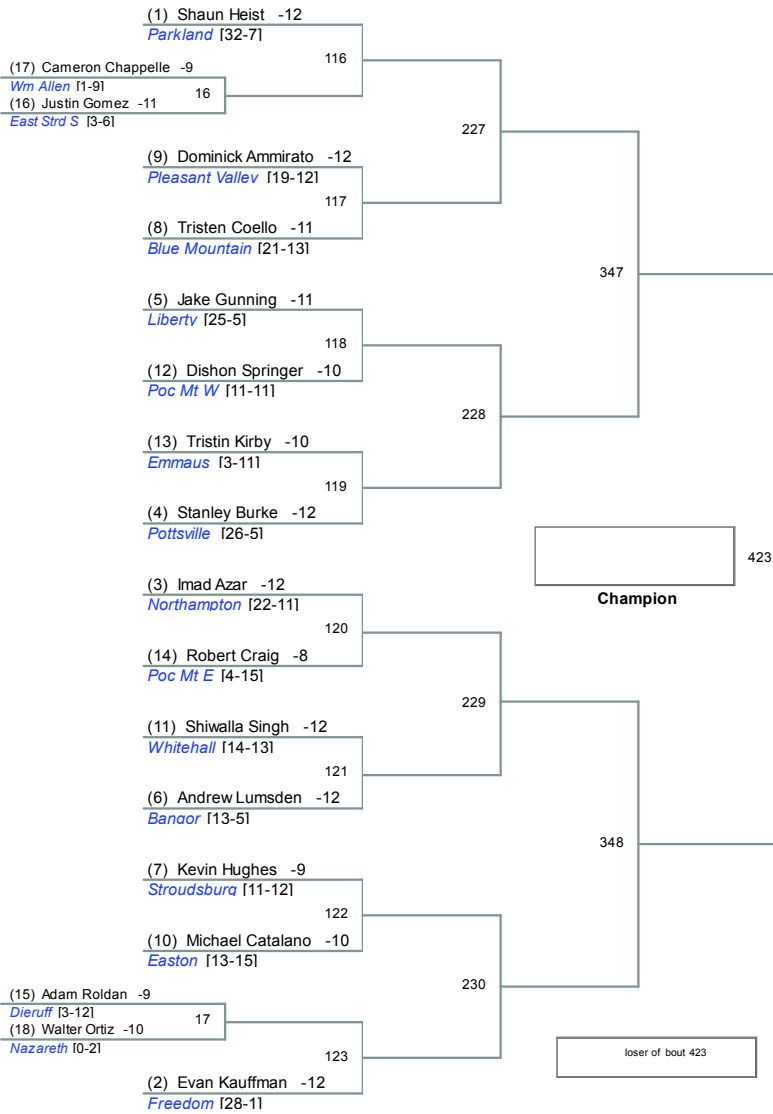 (1) Shaun Heist -12
Parkland [32-7]
116
(17) Cameron Chappelle -9
Wm Allen [1-9]
16
(16) Justin Gomez -11
East Strd S [3-6]
227
(9) Dominick Ammirato -12
Pleasant Valley [19-12]
117
(8) Tristen Coello -11
Blue Mountain [21-13]
347
(5) Jake Gunning -11
Liberty [25-5]
118
(12) Dishon Springer -10
Poc Mt W [11-11]
228
(13) Tristin Kirby -10
Emmaus [3-11]
119
(4) Stanley Burke -12
Pottsville [26-5]
423
Champion
(3) Imad Azar -12
Northampton [22-11]
120
(14) Robert Craig -8
Poc Mt E [4-15]
229
(11) Shiwalla Singh -12
Whitehall [14-13]
121
(6) Andrew Lumsden -12
Bangor [13-5]
348
(7) Kevin Hughes -9
Stroudsburg [11-12]
122
(10) Michael Catalano -10
Easton [13-15]
230
(15) Adam Roldan -9
Dieruff [3-12]
17
(18) Walter Ortiz -10
Nazareth [0-2]
123
loser of bout 423
(2) Evan Kauffman -12
Freedom [28-1]